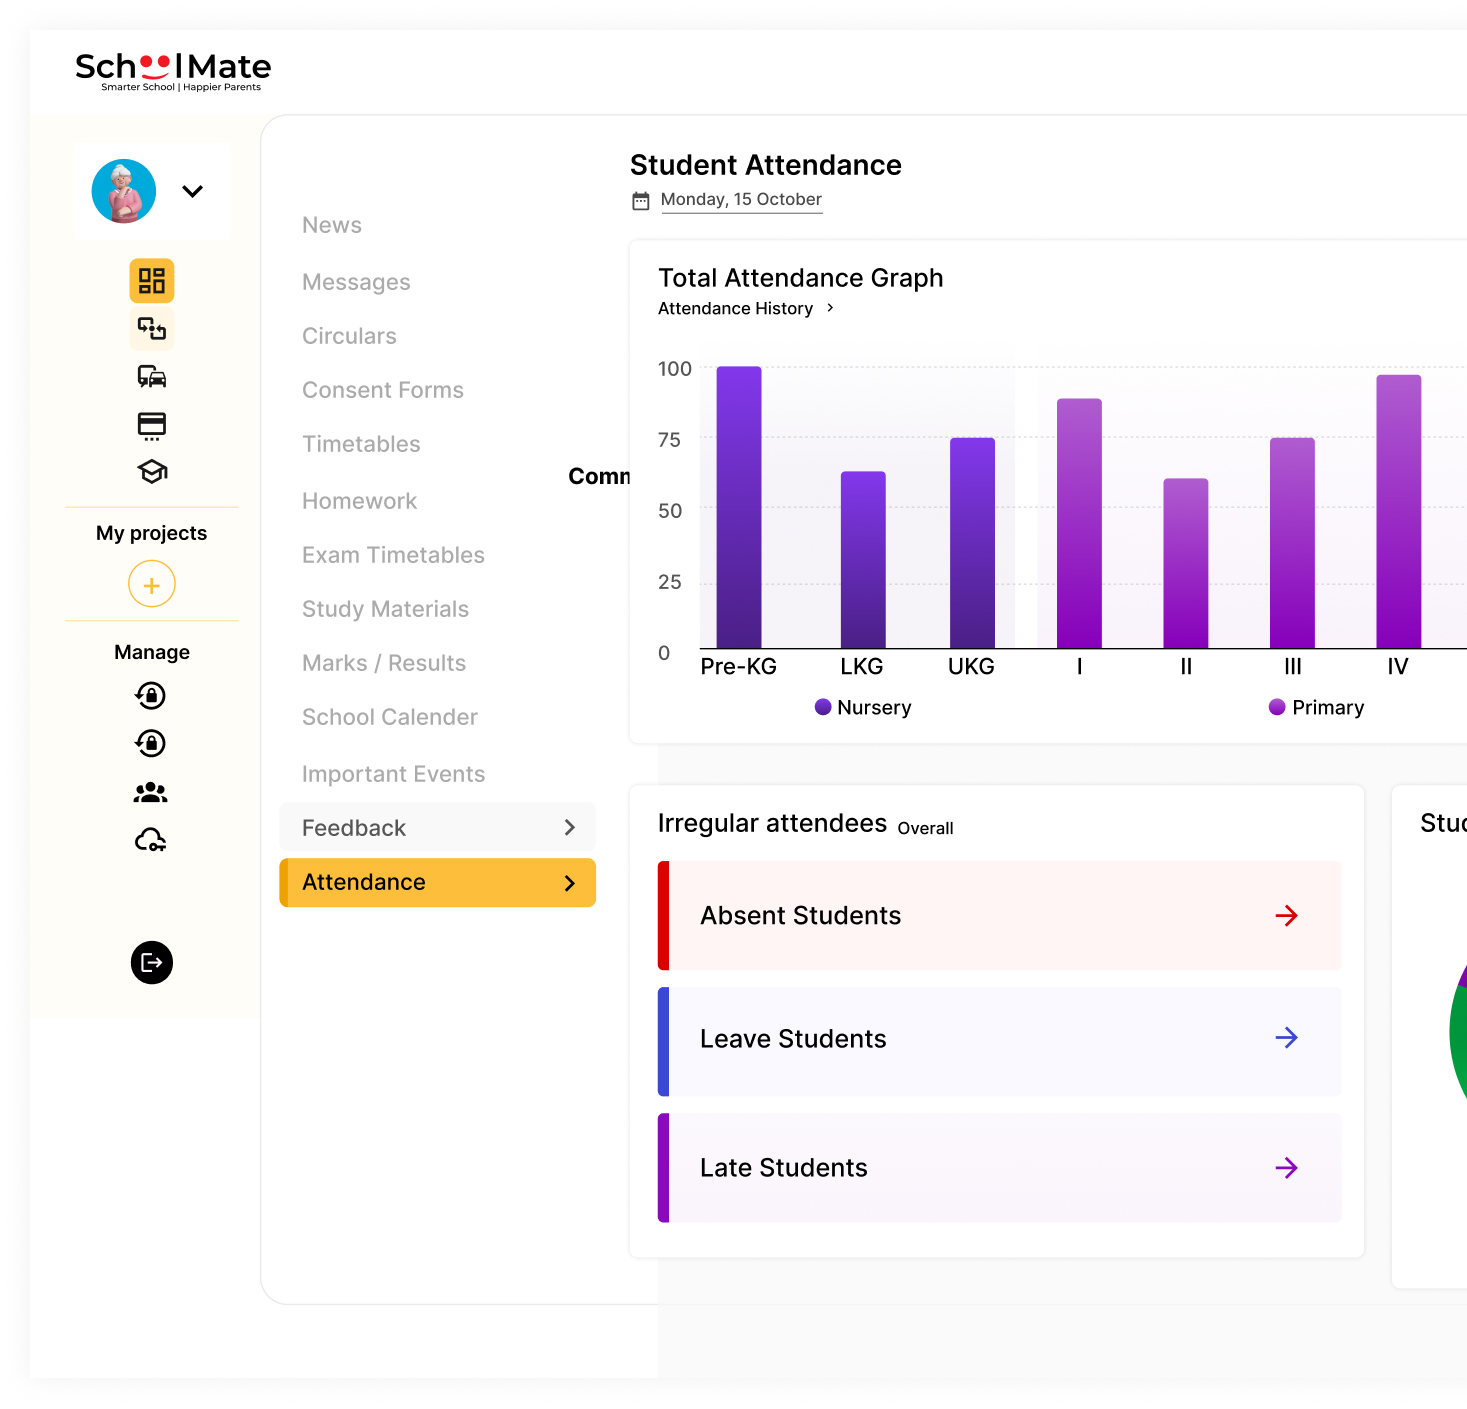 SchoolMate
Smarter School | Happier Parents
My projects
Manage
News
Messages
Circulars
Consent Forms
Timetables
Homework
Exam Timetables
Study Materials
Marks / Results
School Calender
Important Events
Feedback
Attendance
Comm
Student Attendance
Monday, 15 October
Total Attendance Graph
Attendance History
100
75
50
25
0
Pre-KG LKG UKG I II III IV
Nursery Primary
Irregular attendees Overall
Absent Students
Leave Students
Late Students